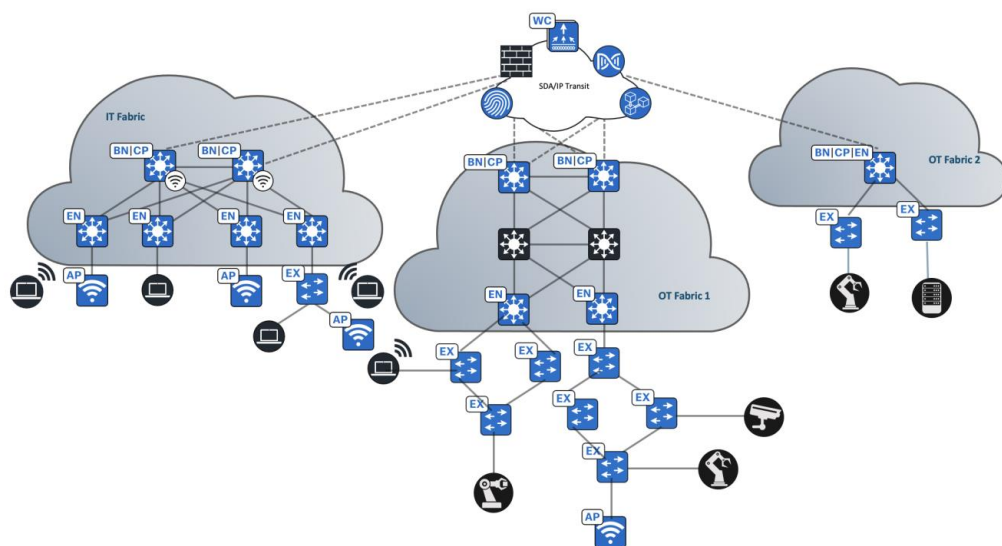 WC
SDA/IP Transit
IT Fabric
BN|CP
BN|CP
EN
EN
EN
EN
AP
AP
EX
AP
BN|CP
BN|CP
EN
EN
OT Fabric 1
EX
EX
EX
EX
EX
EX
EX
AP
BN|CP|EN
OT Fabric 2
EX
EX